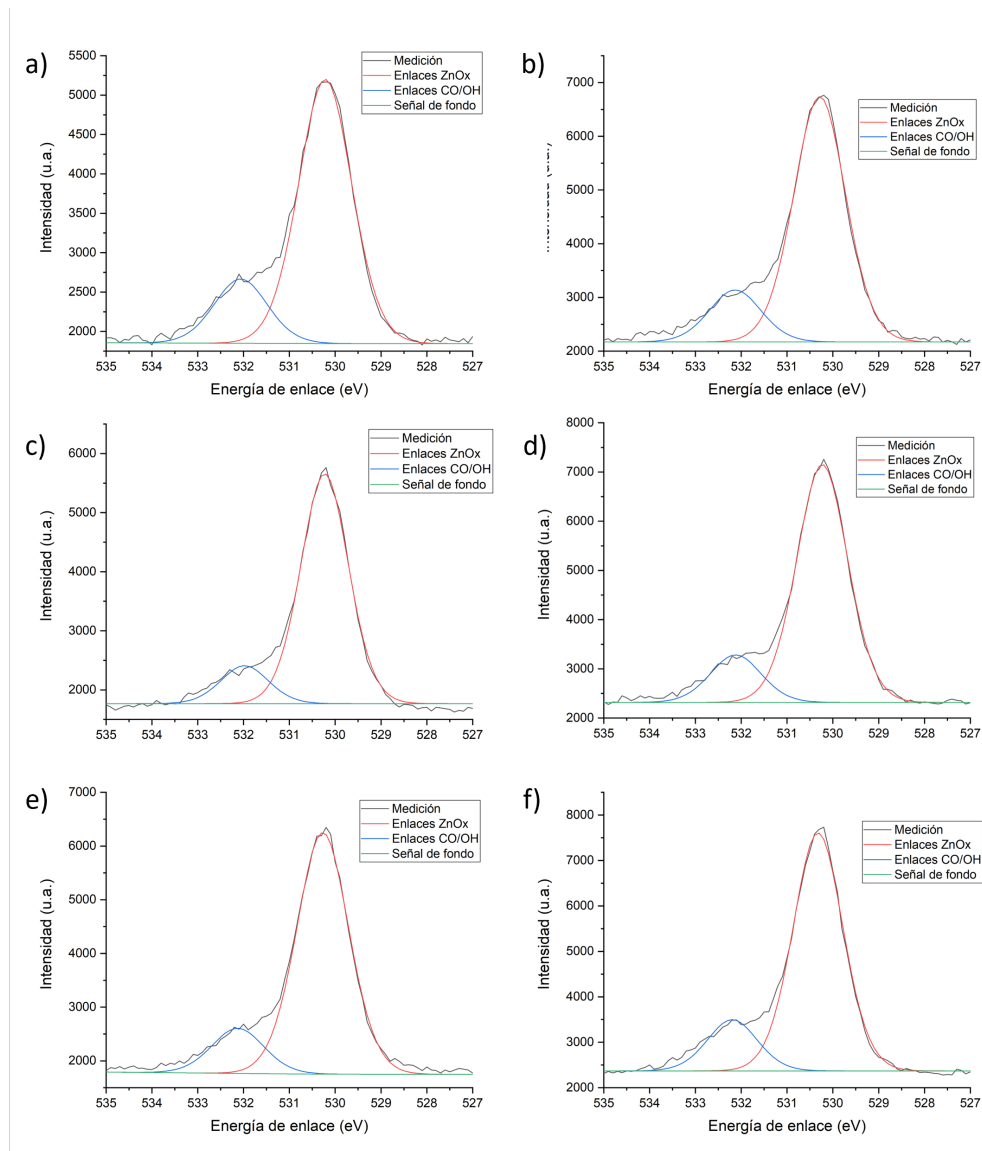 a)
5500
5000
4500
4000
3500
3000
2500
2000
Intensidad (u.a.)
Medición
Enlaces ZnOx
Enlaces CO/OH
Señal de fondo
535 534 533 532 531 530 529 528 527
Energía de enlace (eV)
b)
7000
6000
5000
4000
3000
2000
Medición
Enlaces ZnOx
Enlaces CO/OH
Señal de fondo
535 534 533 532 531 530 529 528 527
Energía de enlace (eV)
c)
6000
5000
4000
3000
2000
Intensidad (u.a.)
Medición
Enlaces ZnOx
Enlaces CO/OH
Señal de fondo
535 534 533 532 531 530 529 528 527
d)
8000
7000
6000
5000
4000
3000
2000
Intensidad (u.a.)
Medición
Enlaces ZnOx
Enlaces CO/OH
Señal de fondo
535 534 533 532 531 530 529 528 527
e)
7000
6000
5000
4000
3000
2000
Intensidad (u.a.)
Medición
Enlaces ZnOx
Enlaces CO/OH
Señal de fondo
535 534 533 532 531 530 529 528 527
Energía de enlace (eV)
f)
8000
7000
6000
5000
4000
3000
2000
Intensidad (u.a.)
Medición
Enlaces ZnOx
Enlaces CO/OH
Señal de fondo
535 534 533 532 531 530 529 528 527
Energía de enlace (eV)